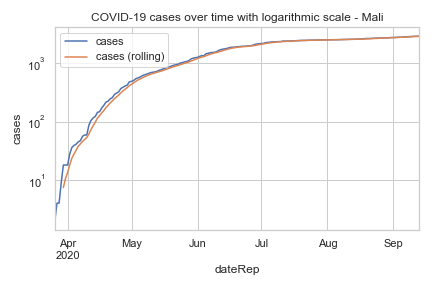 COVID-19 cases over time with logarithmic scale - Mali
cases
cases (rolling)
10³
10²
10¹
cases
Apr May Jun Jul Aug Sep
2020
dateRep